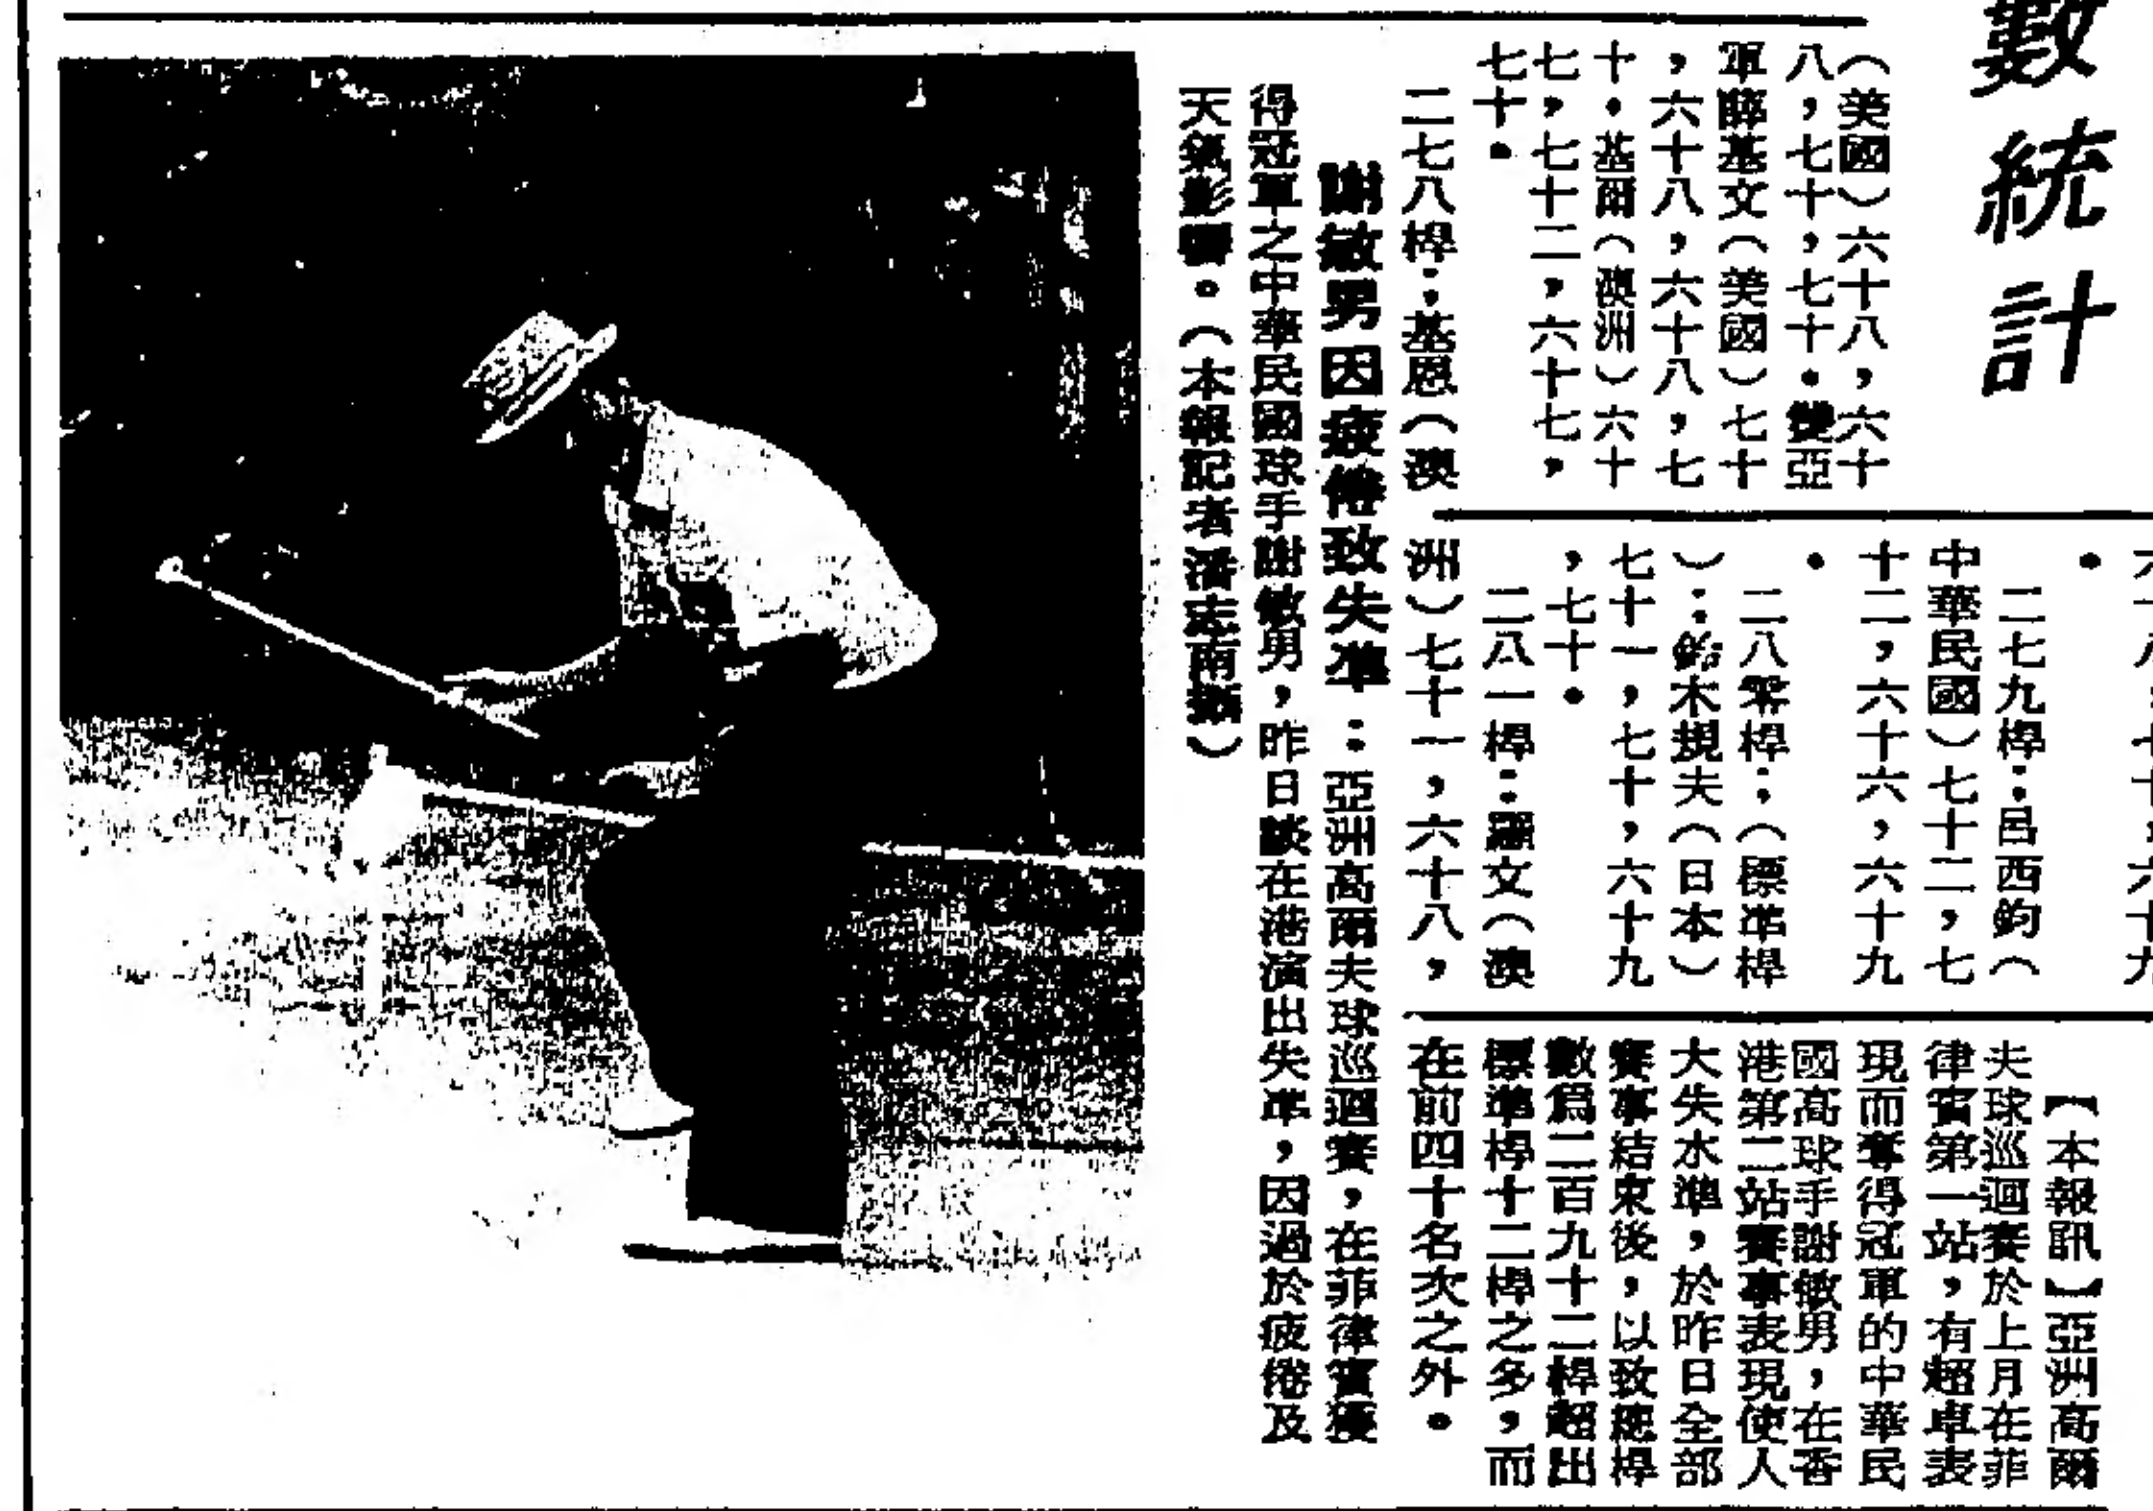 數統計
（美國）六十八，六十
八，七十，七十。雙亞
軍薛基文（美國）七十
，六十八，六十八，七
十。基爾（澳洲）六十
七，七十二，六十七，
七十。
二七八桿：基恩（澳
洲）七十一，六十八，
二七九桿：呂西鈞（
中華民國）七十二，七
十二，六十六，六十九
。
二八零桿：（標準桿
）：鈴木規夫（日本）
七十一，七十，六十九
，七十。
二八一桿：羅文（澳
【本報訊】亞洲高爾
夫球巡迴賽於上月在菲
律賓第一站，有超卓表
現而奪得冠軍的中華民
國高球手謝敏男，在香
港第二站賽事表現使人
大失水準，於昨日全部
賽事結束後，以致總桿
數為二百九十二桿超出
標準桿十二桿之多，而
在前四十名次之外。
謝敏男因疲倦致失準：亞洲高爾夫球巡迴賽，在菲律賓獲
得冠軍之中華民國球手謝敏男，昨日談在港演出失準，因過於疲倦及
天氣影響。（本報記者潘志南攝）